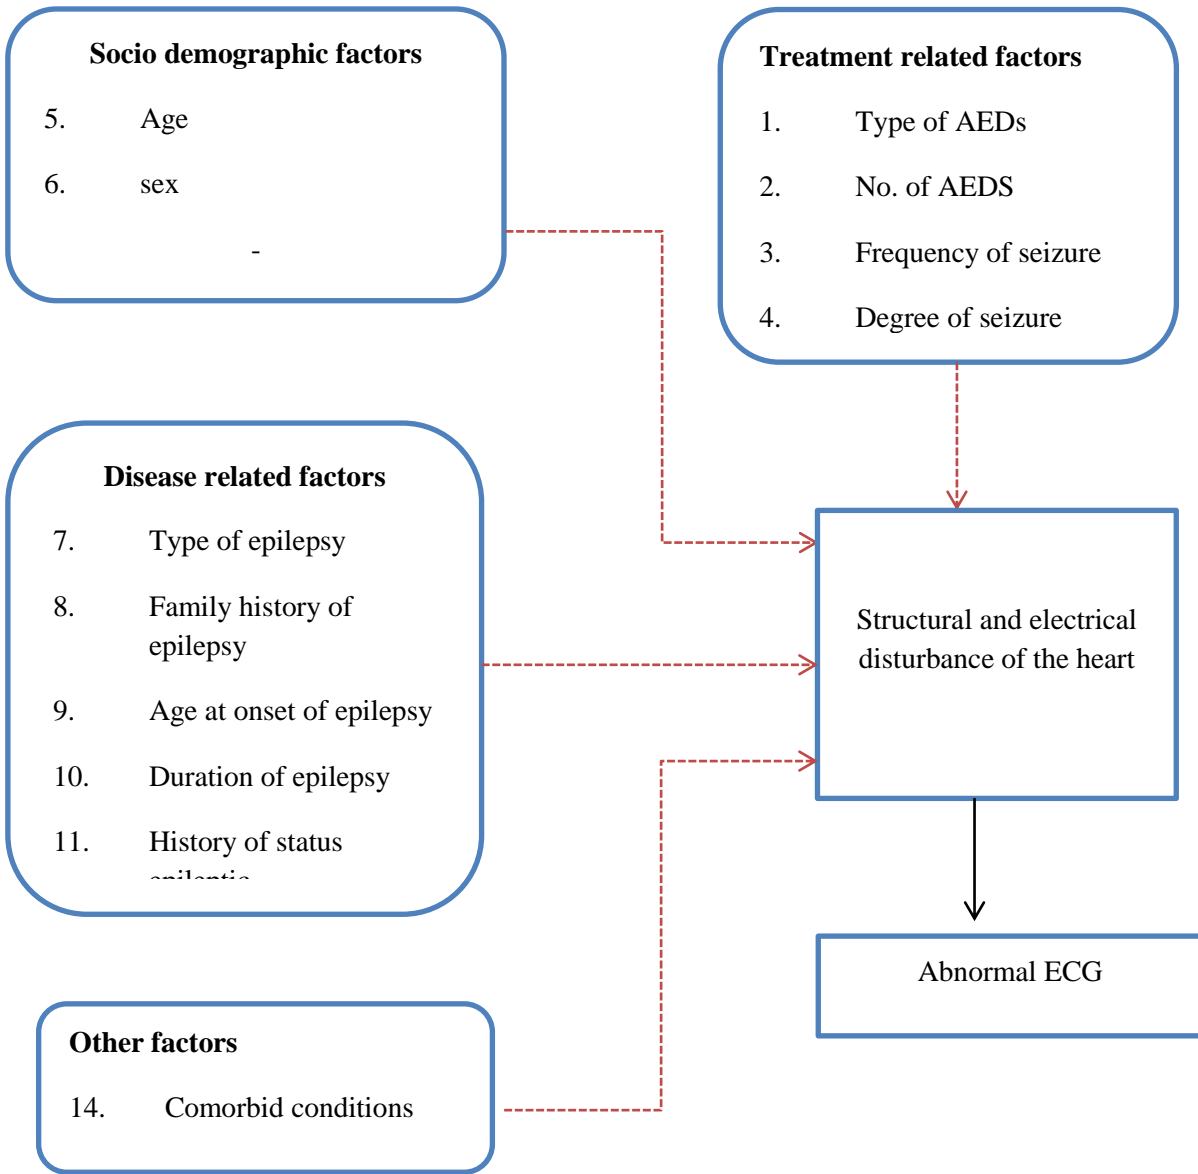 Socio demographic factors
5. Age
6. sex
-
Treatment related factors
1. Type of AEDs
2. No. of AEDS
3. Frequency of seizure
4. Degree of seizure
Disease related factors
7. Type of epilepsy
8. Family history of
epilepsy
9. Age at onset of epilepsy
10. Duration of epilepsy
11. History of status
Structural and electrical
disturbance of the heart
Abnormal ECG
Other factors
14. Comorbid conditions